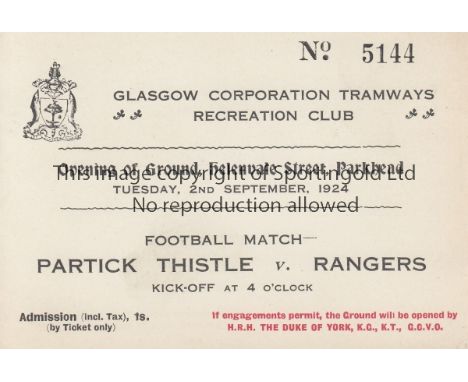 No. 5144
GLASGOW CORPORATION TRAMWAYS
RECREATION CLUB
Opening of Ground, Helenvale Street, Parkhead
This image copyright of Sportingold Ltd
TUESDAY, 2ND SEPTEMBER, 1924
No reproduction allowed
FOOTBALL MATCH—
PARTICK THISTLE v. RANGERS
KICK-OFF AT 4 O'CLOCK
Admission (incl. Tax), 1s.
(by Ticket only)
If engagements permit, the Ground will be opened by
H.R.H. THE DUKE OF YORK, K.G., K.T., G.C.V.O.